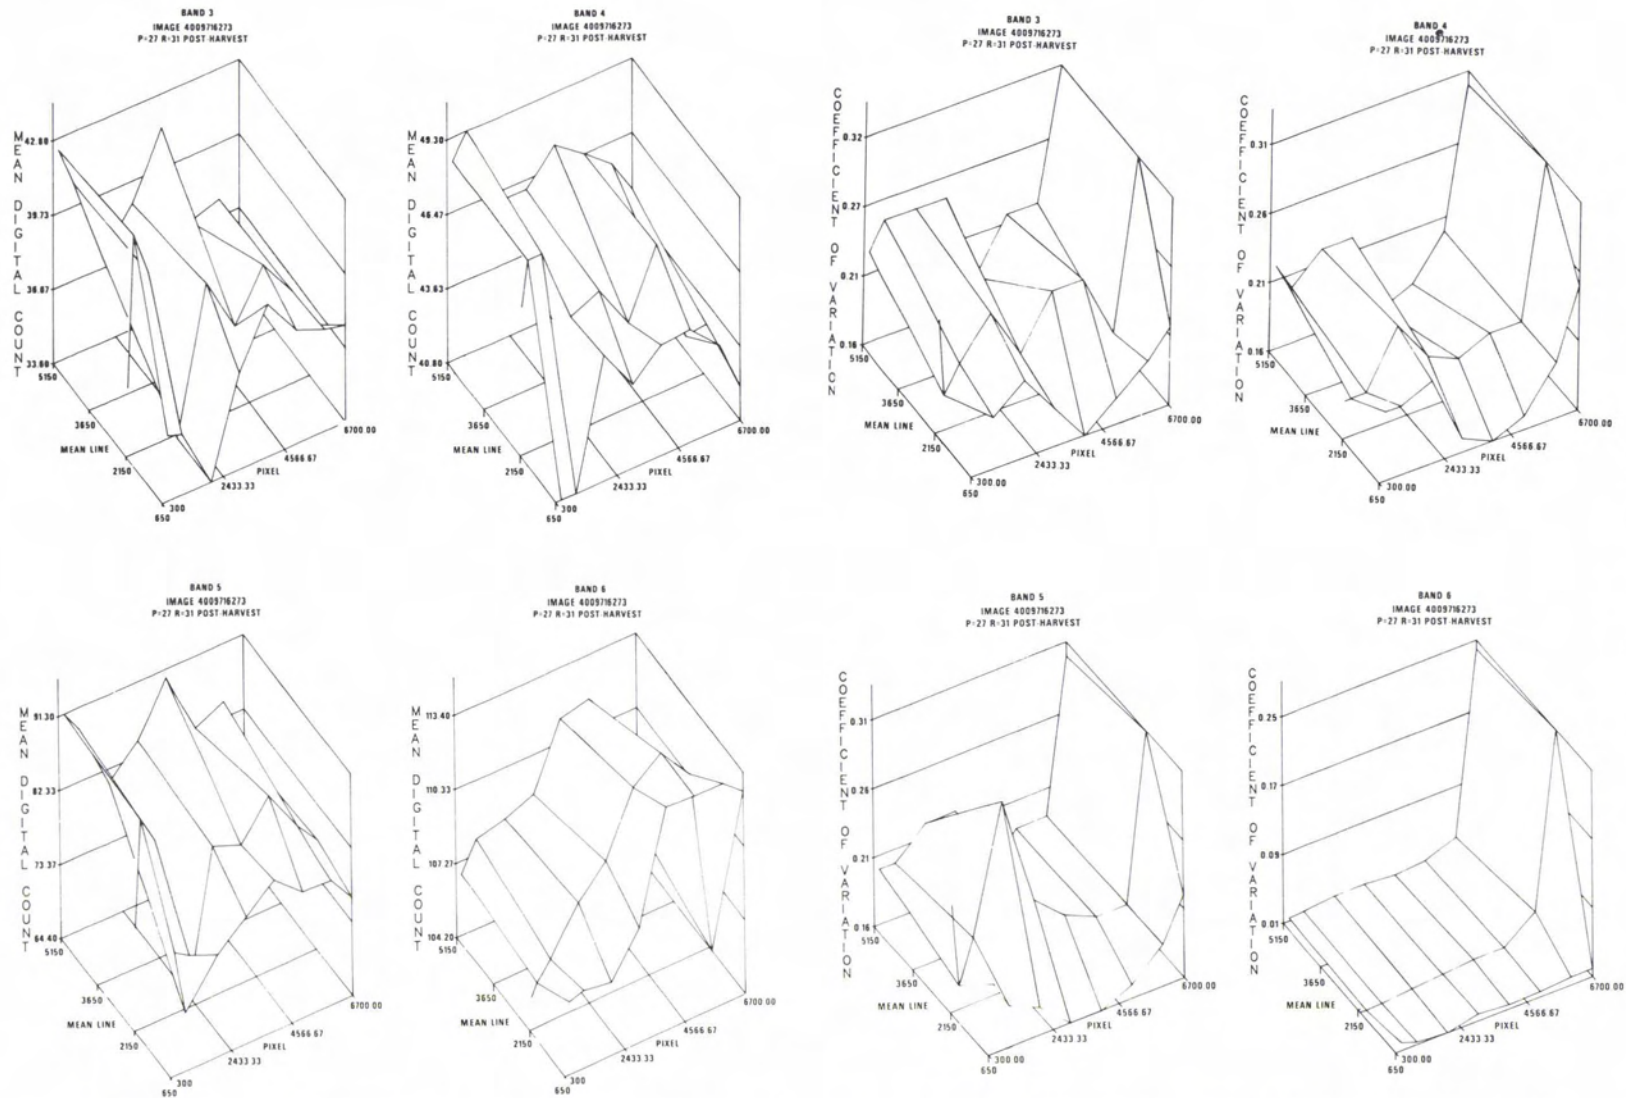 BAND 3
IMAGE 4009716273
P=27 R=31 POST-HARVEST
MEAN DIGITAL COUNT
42.80
39.73
36.67
33.60
5150
3650
MEAN LINE
2150
650
300
2433.33
PIXEL
4566.67
6700.00
BAND 4
IMAGE 4009716273
P=27 R=31 POST-HARVEST
MEAN DIGITAL COUNT
49.30
46.47
43.63
40.80
5150
3650
MEAN LINE
2150
650
300
2433.33
PIXEL
4566.67
6700.00
BAND 3
IMAGE 4009716273
P=27 R=31 POST-HARVEST
COEFFICIENT OF VARIATION
0.32
0.27
0.21
0.16
5150
3650
MEAN LINE
2150
650
300.00
2433.33
PIXEL
4566.67
6700.00
BAND 4
IMAGE 4009716273
P=27 R=31 POST-HARVEST
COEFFICIENT OF VARIATION
0.31
0.26
0.21
0.16
5150
3650
MEAN LINE
2150
650
300.00
2433.33
PIXEL
4566.67
6700.00
BAND 5
IMAGE 4009716273
P=27 R=31 POST-HARVEST
MEAN DIGITAL COUNT
91.30
82.33
73.37
64.40
5150
3650
MEAN LINE
2150
650
300
2433.33
PIXEL
4566.67
6700.00
BAND 6
IMAGE 4009716273
P=27 R=31 POST-HARVEST
MEAN DIGITAL COUNT
113.40
110.33
107.27
104.20
5150
3650
MEAN LINE
2150
650
300
2433.33
PIXEL
4566.67
6700.00
BAND 5
IMAGE 4009716273
P=27 R=31 POST-HARVEST
COEFFICIENT OF VARIATION
0.31
0.26
0.21
0.16
5150
3650
MEAN LINE
2150
650
300.00
2433.33
PIXEL
4566.67
6700.00
BAND 6
IMAGE 4009716273
P=27 R=31 POST-HARVEST
COEFFICIENT OF VARIATION
0.25
0.17
0.09
0.01
5150
3650
MEAN LINE
2150
650
300.00
2433.33
PIXEL
4566.67
6700.00